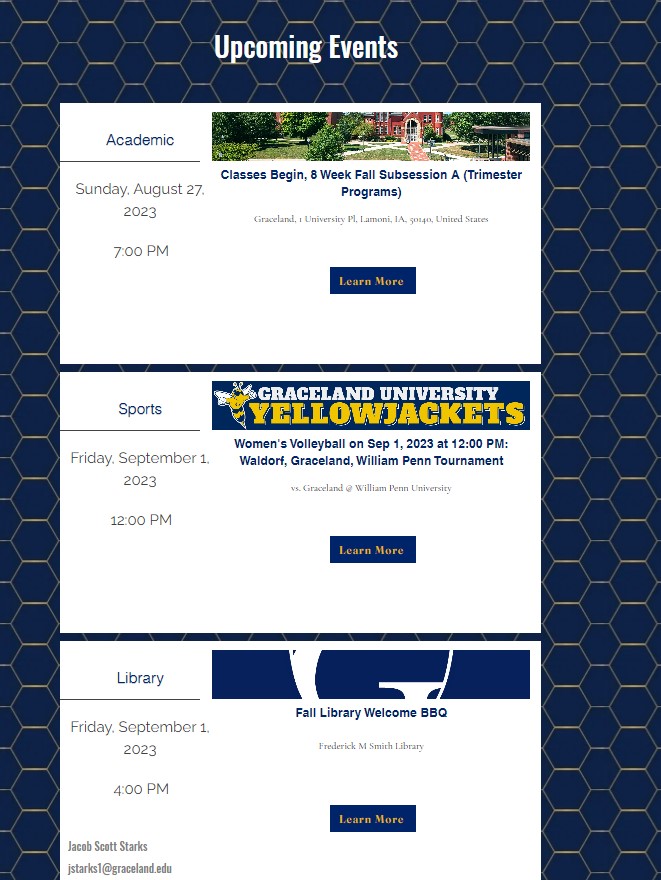 Upcoming Events
Academic
Sunday, August 27,
2023
7:00 PM
Classes Begin, 8 Week Fall Subsession A (Trimester
Programs)
Graceland, 1 University Pl, Lamoni, IA, 50140, United States
Learn More
Sports
Friday, September 1,
2023
12:00 PM
GRACELAND UNIVERSITY
YELLOWJACKETS
Women's Volleyball on Sep 1, 2023 at 12:00 PM:
Waldorf, Graceland, William Penn Tournament
vs. Graceland @ William Penn University
Learn More
Library
Friday, September 1,
2023
4:00 PM
Jacob Scott Starks
jstarks1@graceland.edu
G
Fall Library Welcome BBQ
Frederick M Smith Library
Learn More